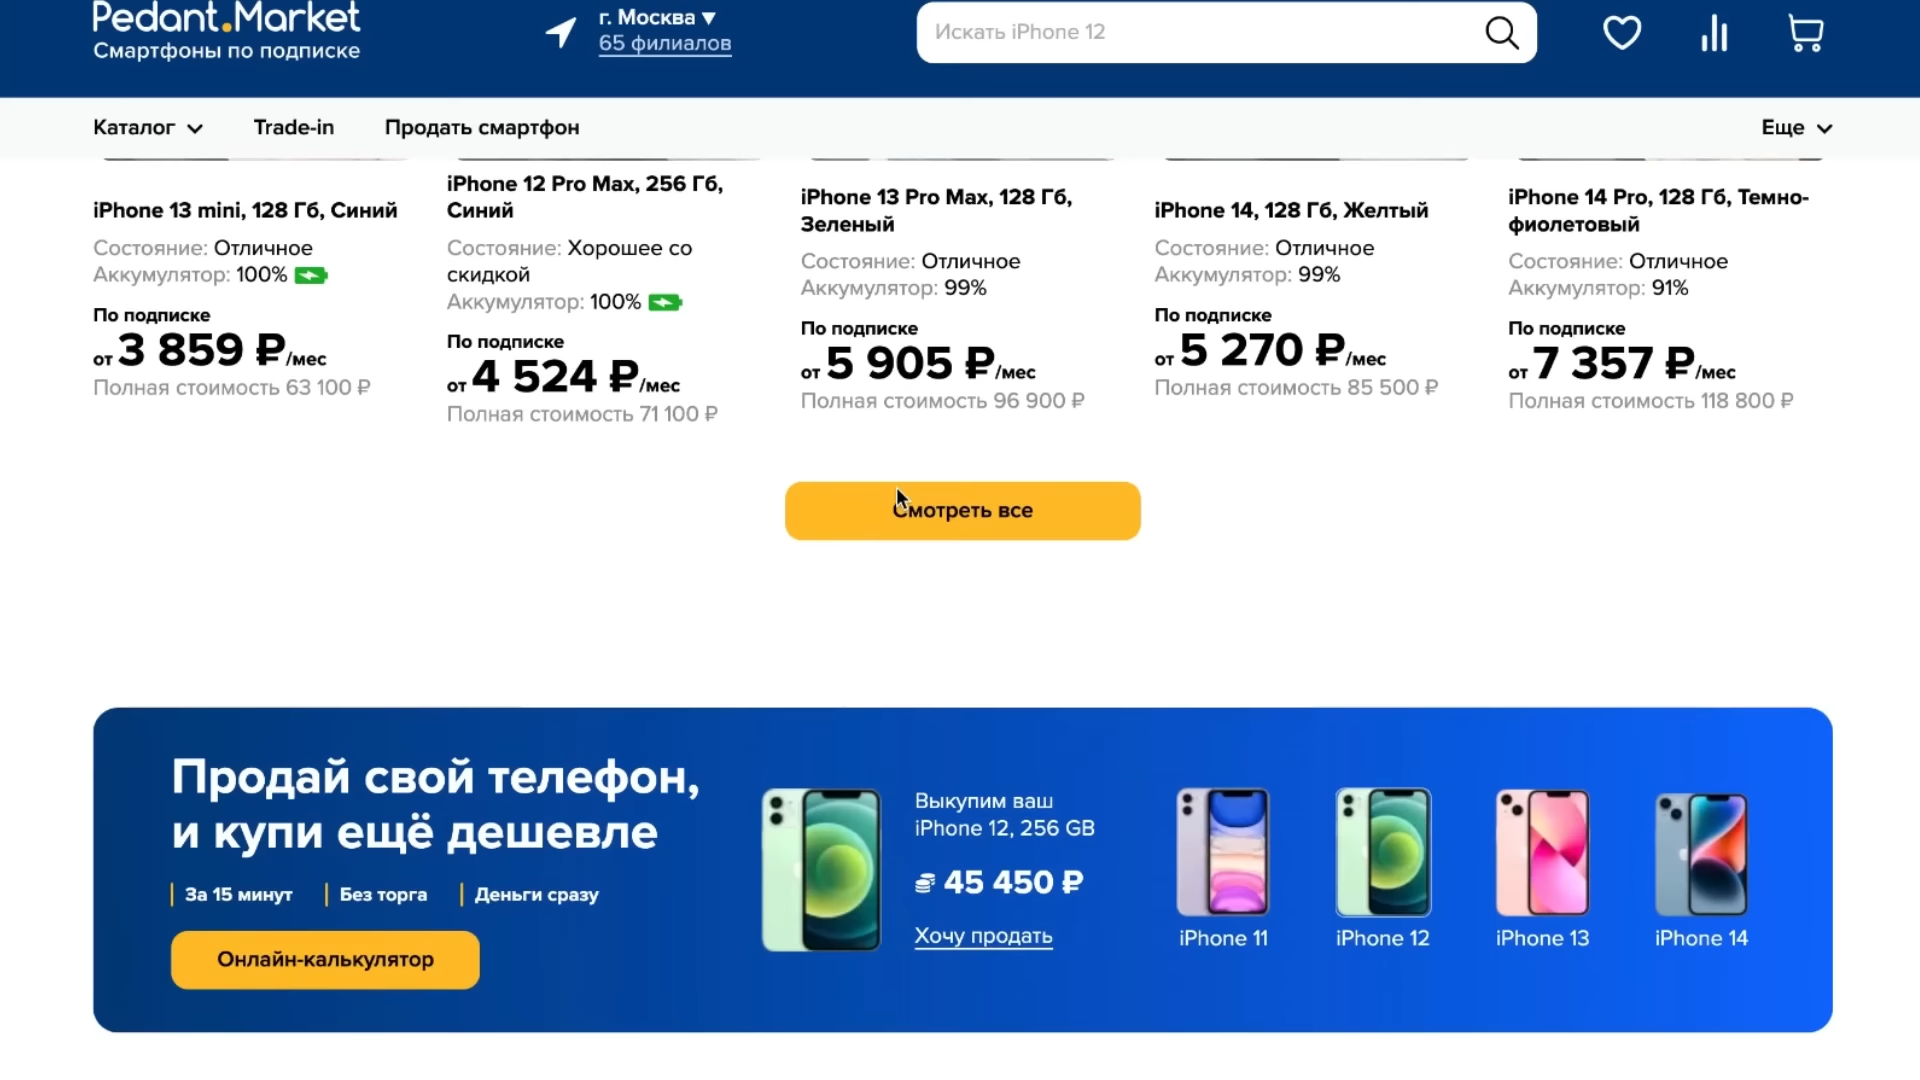 Pedant.Market
Смартфоны по подписке
г. Москва ▼
65 филиалов
Искать iPhone 12
Каталог
Trade-in
Продать смартфон
Еще
iPhone 13 mini, 128 Гб, Синий
Состояние: Отличное
Аккумулятор: 100%
По подписке
от 3 859 ₽/мес
Полная стоимость 63 100 ₽
iPhone 12 Pro Max, 256 Гб,
Синий
Состояние: Хорошее со
скидкой
Аккумулятор: 100%
По подписке
от 4 524 ₽/мес
Полная стоимость 71 100 ₽
iPhone 13 Pro Max, 128 Гб,
Зеленый
Состояние: Отличное
Аккумулятор: 99%
По подписке
от 5 905 ₽/мес
Полная стоимость 96 900 ₽
iPhone 14, 128 Гб, Желтый
Состояние: Отличное
Аккумулятор: 99%
По подписке
от 5 270 ₽/мес
Полная стоимость 85 500 ₽
iPhone 14 Pro, 128 Гб, Темно-
фиолетовый
Состояние: Отличное
Аккумулятор: 91%
По подписке
от 7 357 ₽/мес
Полная стоимость 118 800 ₽
Смотреть все
Продай свой телефон,
и купи ещё дешевле
За 15 минут
Без торга
Деньги сразу
Онлайн-калькулятор
Выкупим ваш
iPhone 12, 256 GB
45 450 ₽
Хочу продать
iPhone 11
iPhone 12
iPhone 13
iPhone 14